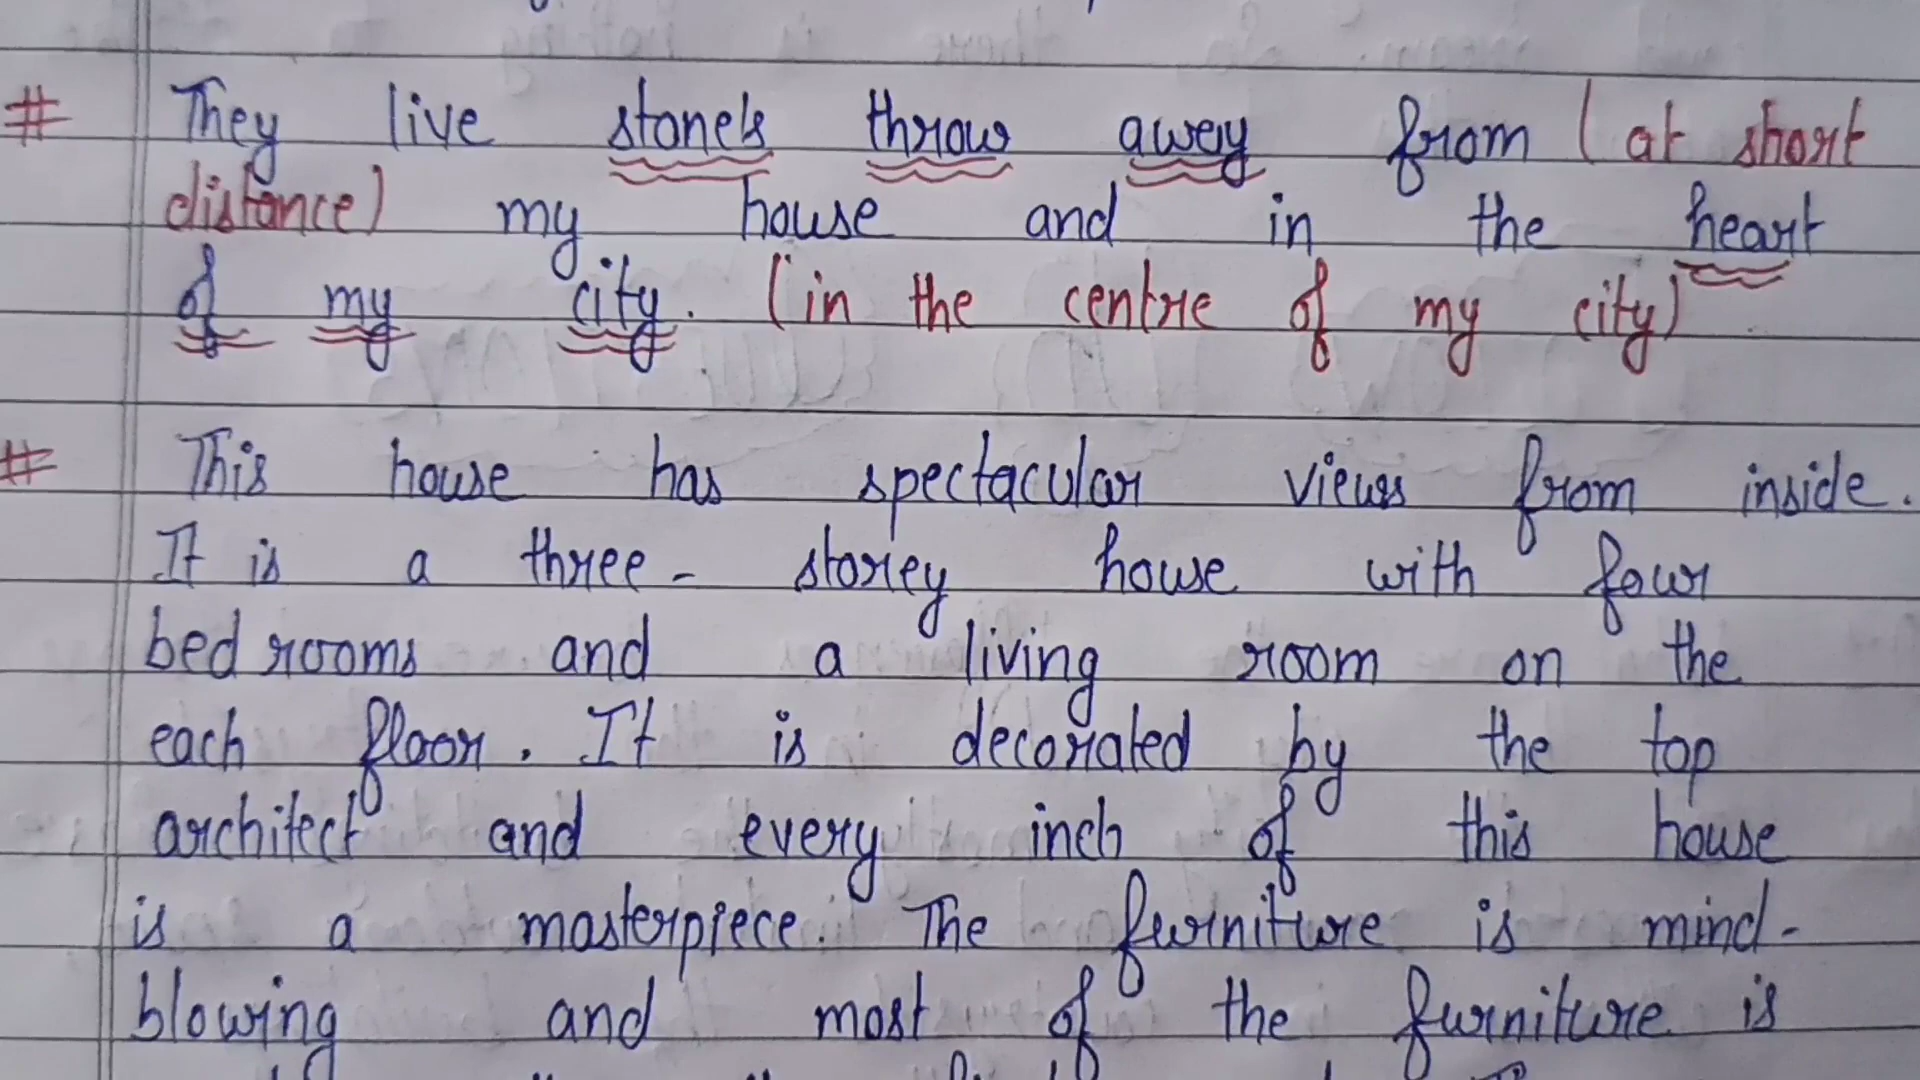 # They live stone's throw away from (at short
distance) my house and in the heart
of my city. (in the centre of my city)
# This house has spectacular views from inside.
It is a three- storey house with four
bed rooms and a living room on the
each floor. It is decorated by the top
architect and every inch of this house
is a masterpiece. The furniture is mind-
blowing and most of the furniture is